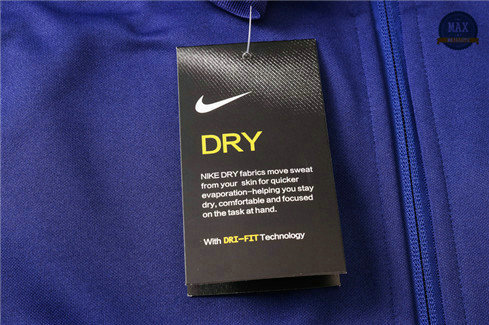 MAX
DRY
NIKE DRY fabrics move sweat
from your skin for quicker
evaporation-helping you stay
dry, comfortable and focused
on the task at hand.
With DRI-FIT Technology